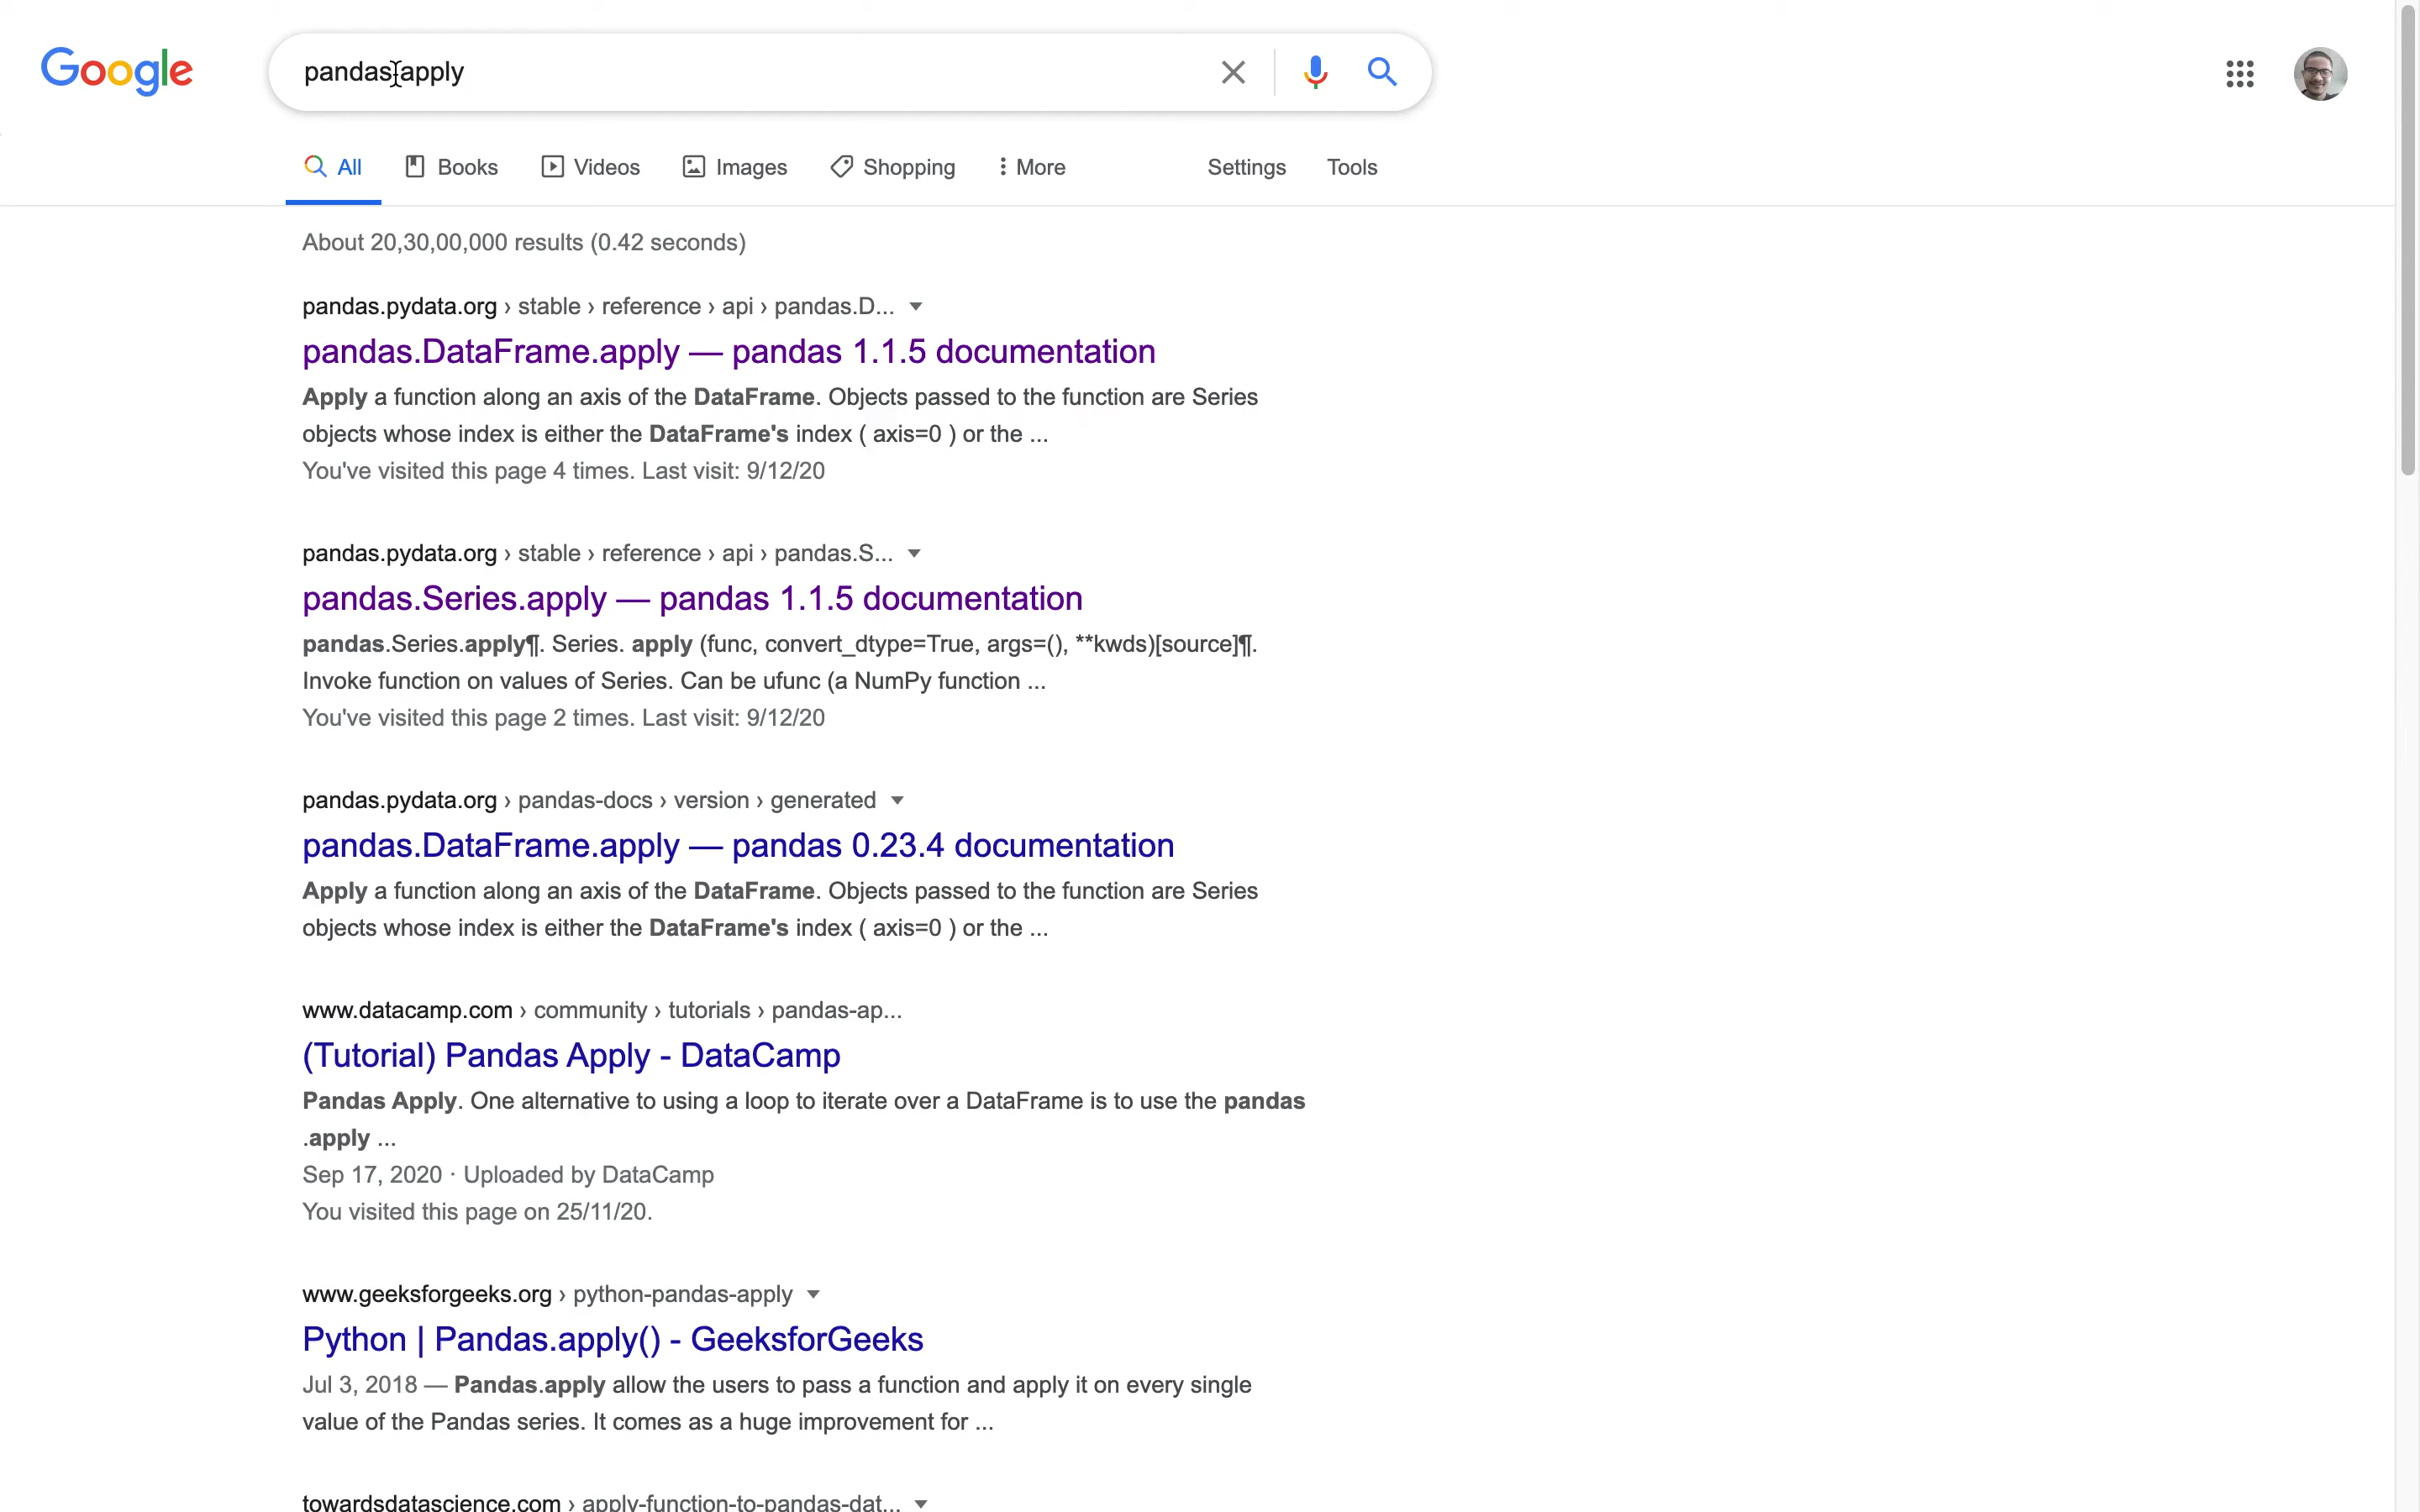 Google
pandas apply
All Books Videos Images Shopping More Settings Tools
About 20,30,00,000 results (0.42 seconds)
pandas.pydata.org › stable › reference › api › pandas.D...
pandas.DataFrame.apply — pandas 1.1.5 documentation
Apply a function along an axis of the DataFrame. Objects passed to the function are Series
objects whose index is either the DataFrame's index ( axis=0 ) or the ...
You've visited this page 4 times. Last visit: 9/12/20
pandas.pydata.org › stable › reference › api › pandas.S...
pandas.Series.apply — pandas 1.1.5 documentation
pandas.Series.apply¶. Series. apply (func, convert_dtype=True, args=(), **kwds)[source]¶.
Invoke function on values of Series. Can be ufunc (a NumPy function ...
You've visited this page 2 times. Last visit: 9/12/20
pandas.pydata.org › pandas-docs › version › generated
pandas.DataFrame.apply — pandas 0.23.4 documentation
Apply a function along an axis of the DataFrame. Objects passed to the function are Series
objects whose index is either the DataFrame's index ( axis=0 ) or the ...
www.datacamp.com › community › tutorials › pandas-ap...
(Tutorial) Pandas Apply - DataCamp
Pandas Apply. One alternative to using a loop to iterate over a DataFrame is to use the pandas
.apply ...
Sep 17, 2020 · Uploaded by DataCamp
You visited this page on 25/11/20.
www.geeksforgeeks.org › python-pandas-apply
Python | Pandas.apply() - GeeksforGeeks
Jul 3, 2018 — Pandas.apply allow the users to pass a function and apply it on every single
value of the Pandas series. It comes as a huge improvement for ...
towardsdatascience.com › apply-function-to-pandas-dat...